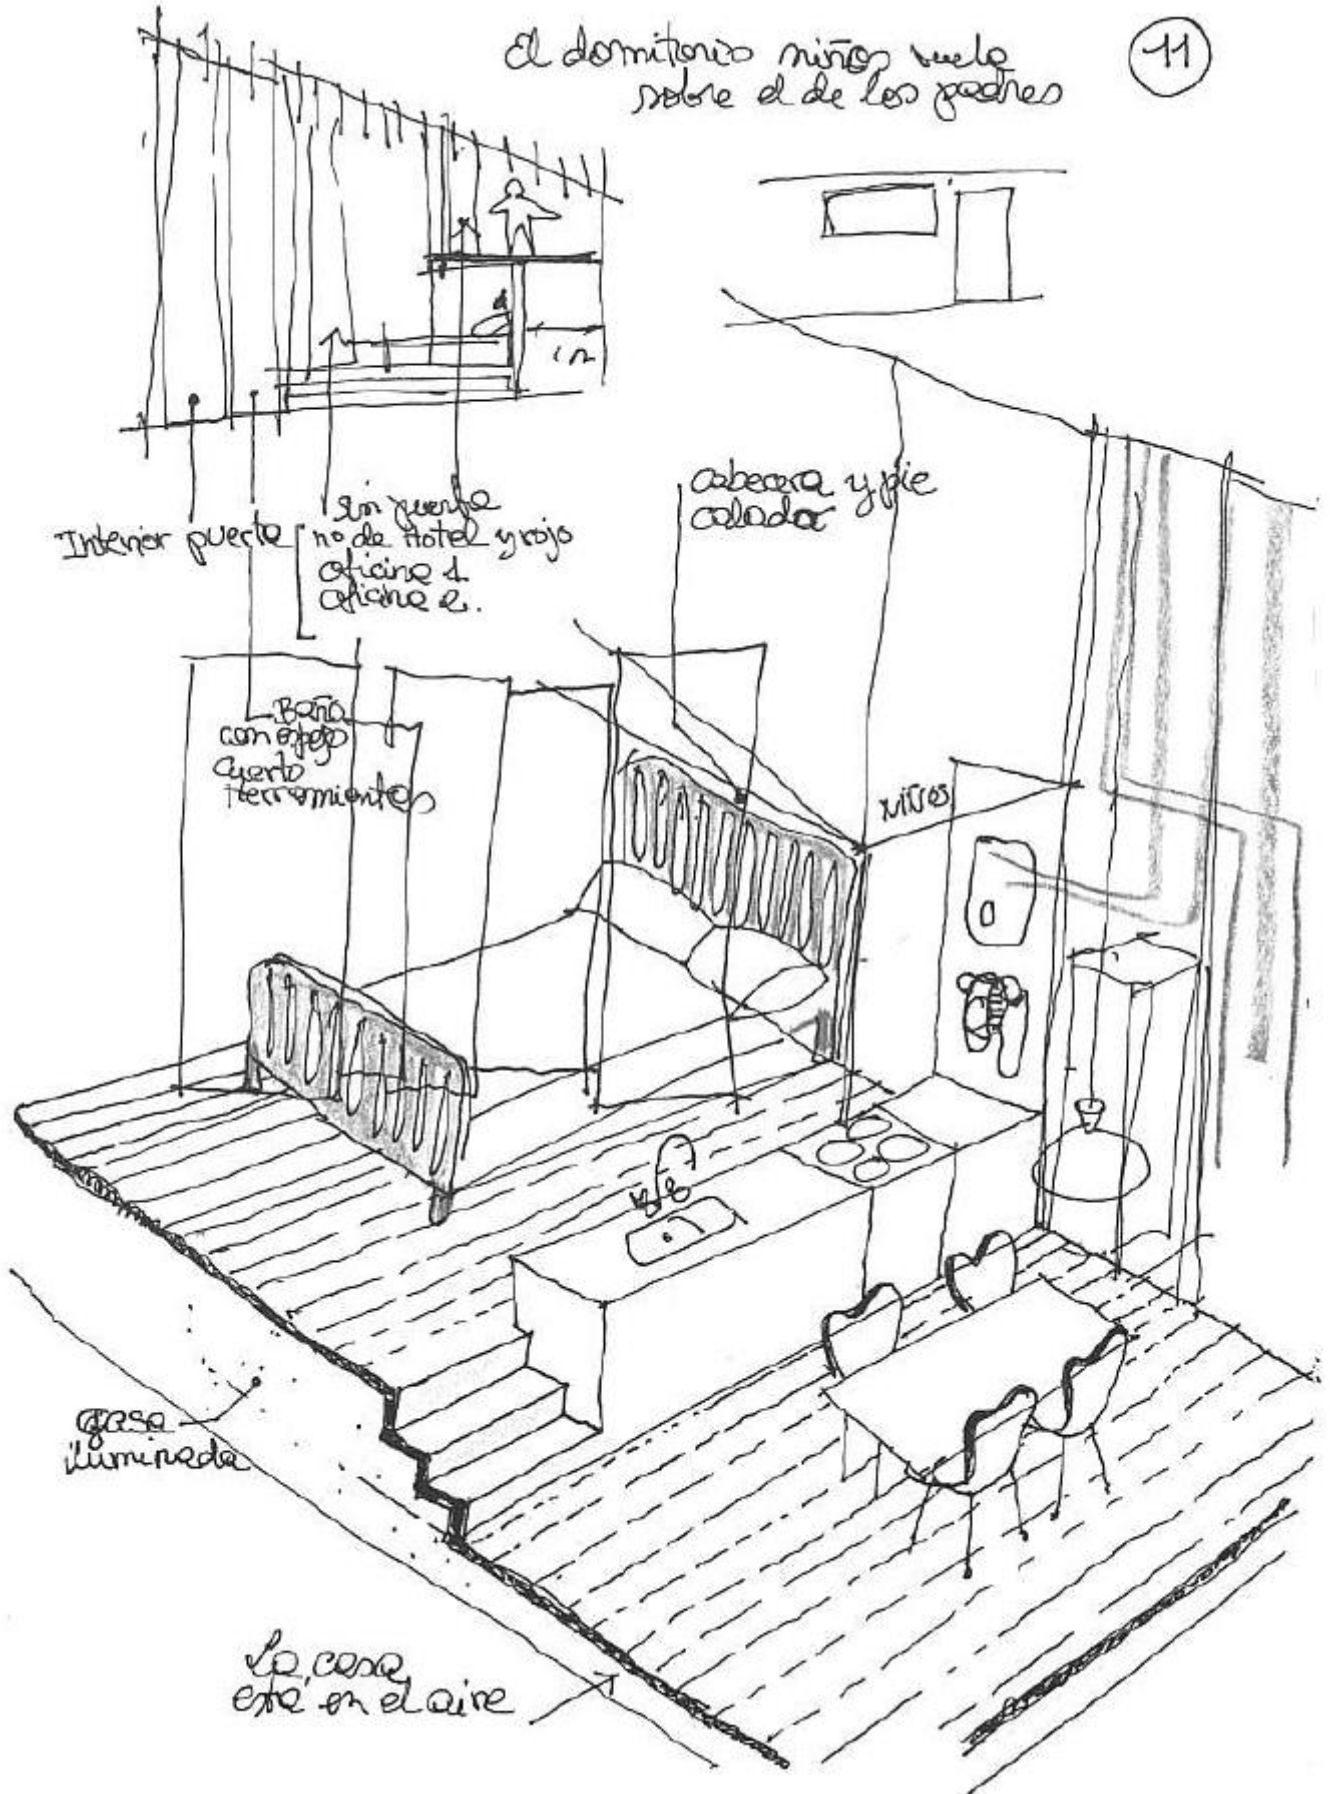 El dormitorio niños vuela
sobre el de los padres
11
Interior puerta
sin puerta
nº de Hotel y rojo
oficina 1
oficina 2.
cabecera y pie
calados
Baño
con espejo
cuarto
herramientas
NIÑOS
gasa
iluminada
La casa
está en el aire